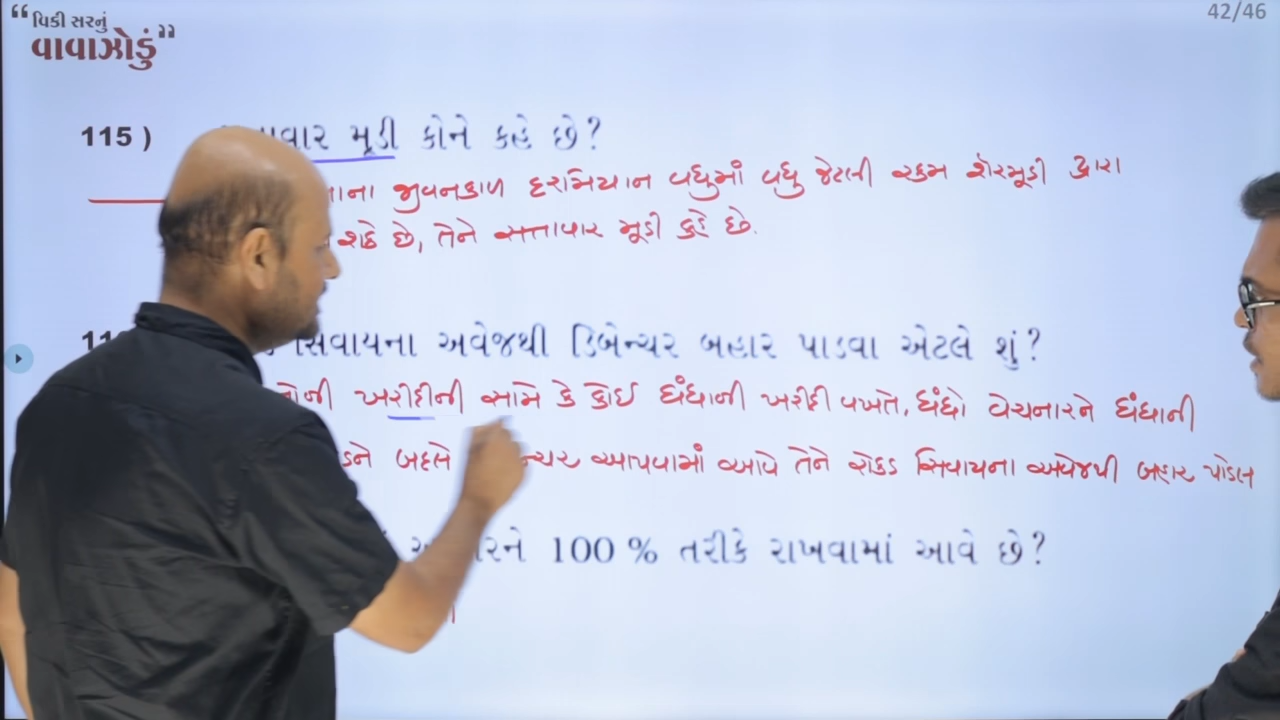 "વિકી સરનું
વાવાઝોડું"
42/46
115 ) મૂડી કોને કહે છે?
જીવનકાળ દરમિયાન વધુમાં વધુ જેટલી રકમ શેરમૂડી દ્વારા
શકે છે, તેને સત્તાવાર મૂડી કહે છે.
સિવાયના અવેજથી ડિબેન્ચર બહાર પાડવા એટલે શું?
ખરીદીની સામે કે કોઈ ધંધાની ખરીદી વખતે, ધંધો વેચનારને ધંધાની
બદલે આપવામાં આવે તેને રોકડ સિવાયના અવેજથી બહાર પાડેલ
100 % તરીકે રાખવામાં આવે છે?